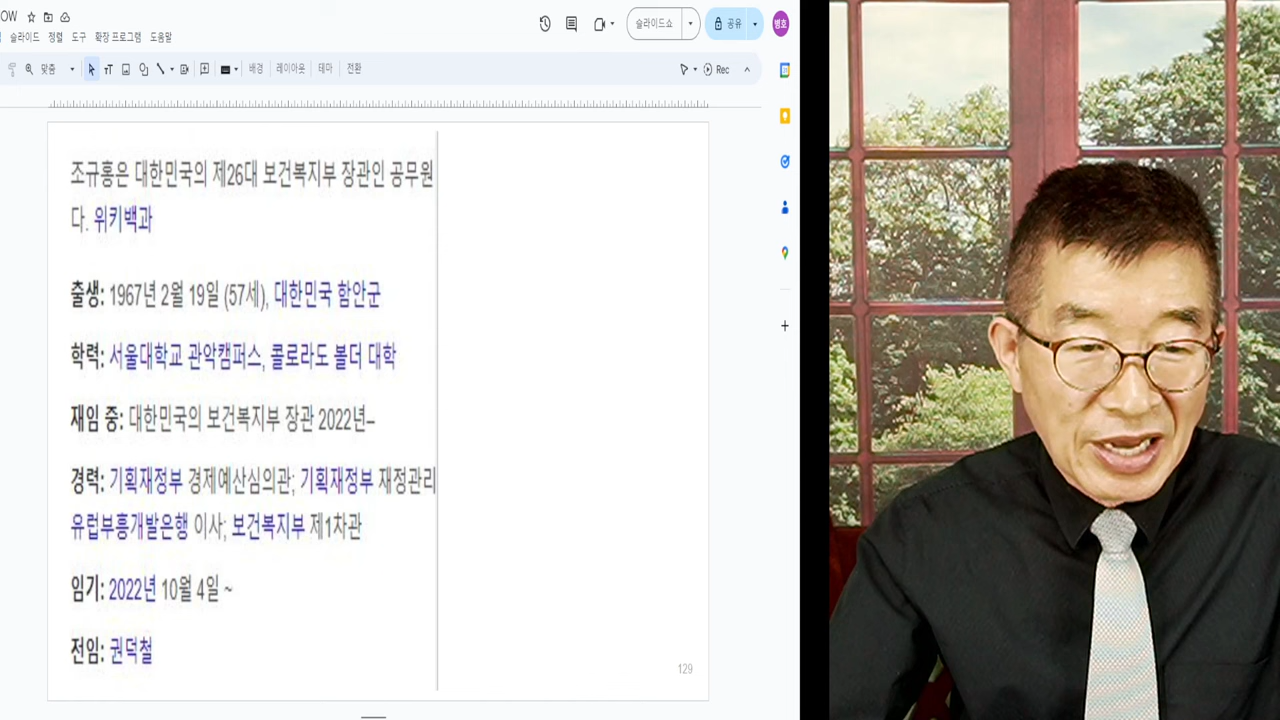 OW
슬라이드 정렬 도구 확장 프로그램 도움말
슬라이드쇼
공유
병호
맞춤
배경 레이아웃 테마 전환
Rec
조규홍은 대한민국의 제26대 보건복지부 장관인 공무원
다. 위키백과
출생: 1967년 2월 19일 (57세), 대한민국 함안군
학력: 서울대학교 관악캠퍼스, 콜로라도 볼더 대학
재임 중: 대한민국의 보건복지부 장관 2022년–
경력: 기획재정부 경제예산심의관; 기획재정부 재정관리
유럽부흥개발은행 이사; 보건복지부 제1차관
임기: 2022년 10월 4일 ~
전임: 권덕철
129